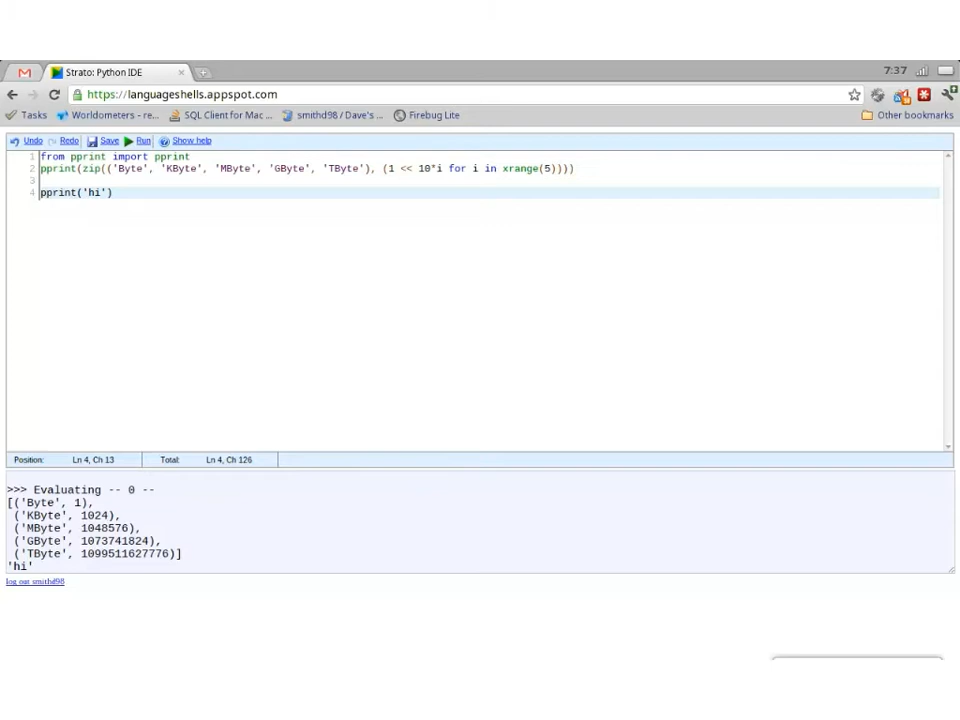 Strato: Python IDE
7:37
https://languageshells.appspot.com
Tasks Worldometers - re... SQL Client for Mac ... smithd98 / Dave's ... Firebug Lite Other bookmarks
Undo Redo Save Run Show help
1 from pprint import pprint
2 pprint(zip(('Byte', 'KByte', 'MByte', 'GByte', 'TByte'), (1 << 10*i for i in xrange(5))))
3
4 pprint('hi')
Position: Ln 4, Ch 13 Total: Ln 4, Ch 126
>>> Evaluating -- 0 --
[('Byte', 1),
('KByte', 1024),
('MByte', 1048576),
('GByte', 1073741824),
('TByte', 1099511627776)]
'hi'
log out smithd98